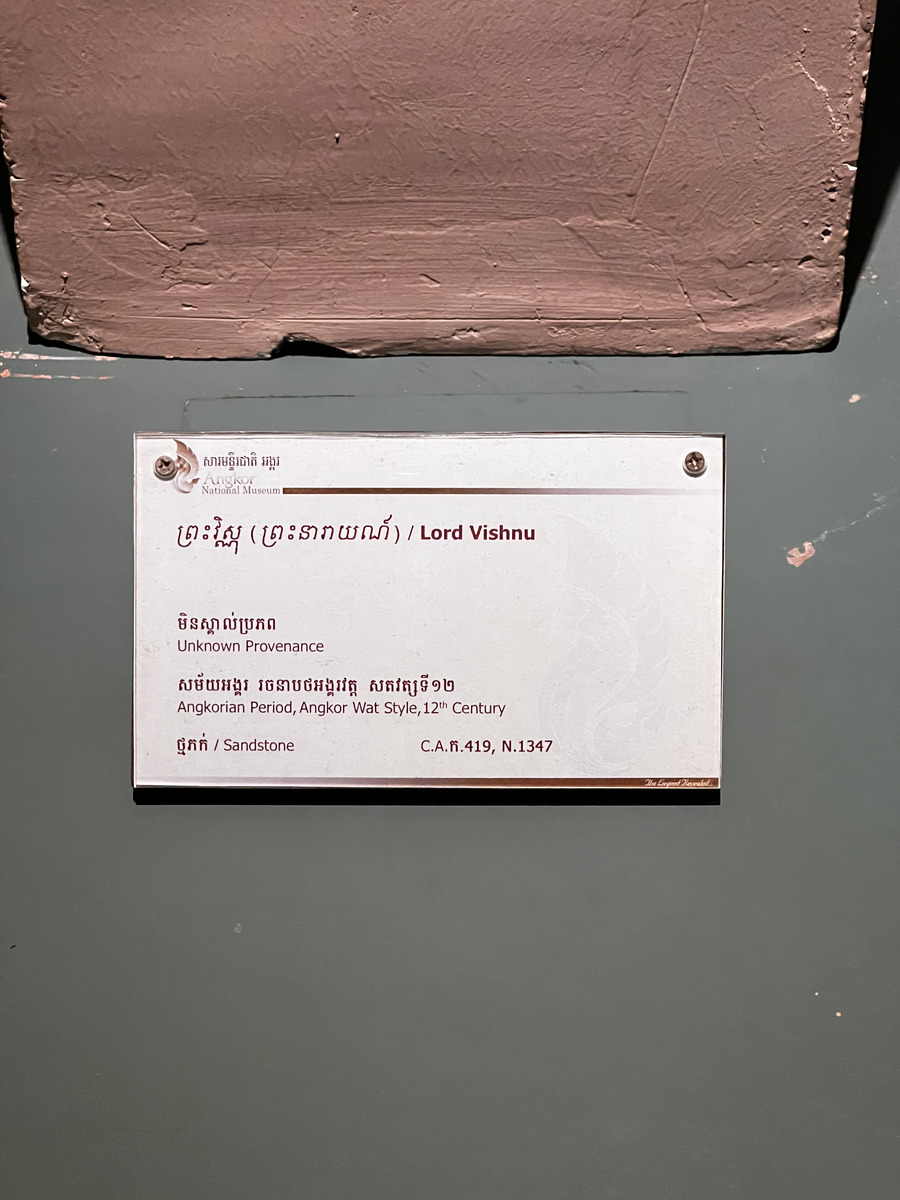 សារមន្ទីរជាតិ អង្គរ
Angkor
National Museum
ព្រះវិស្ណុ (ព្រះនារាយណ៍) / Lord Vishnu
មិនស្គាល់ប្រភព
Unknown Provenance
សម័យអង្គរ រចនាបថអង្គរវត្ត សតវត្សទី១២
Angkorian Period, Angkor Wat Style, 12th Century
ថ្មភក់ / Sandstone C.A.ក.419, N.1347
The Legend Revealed